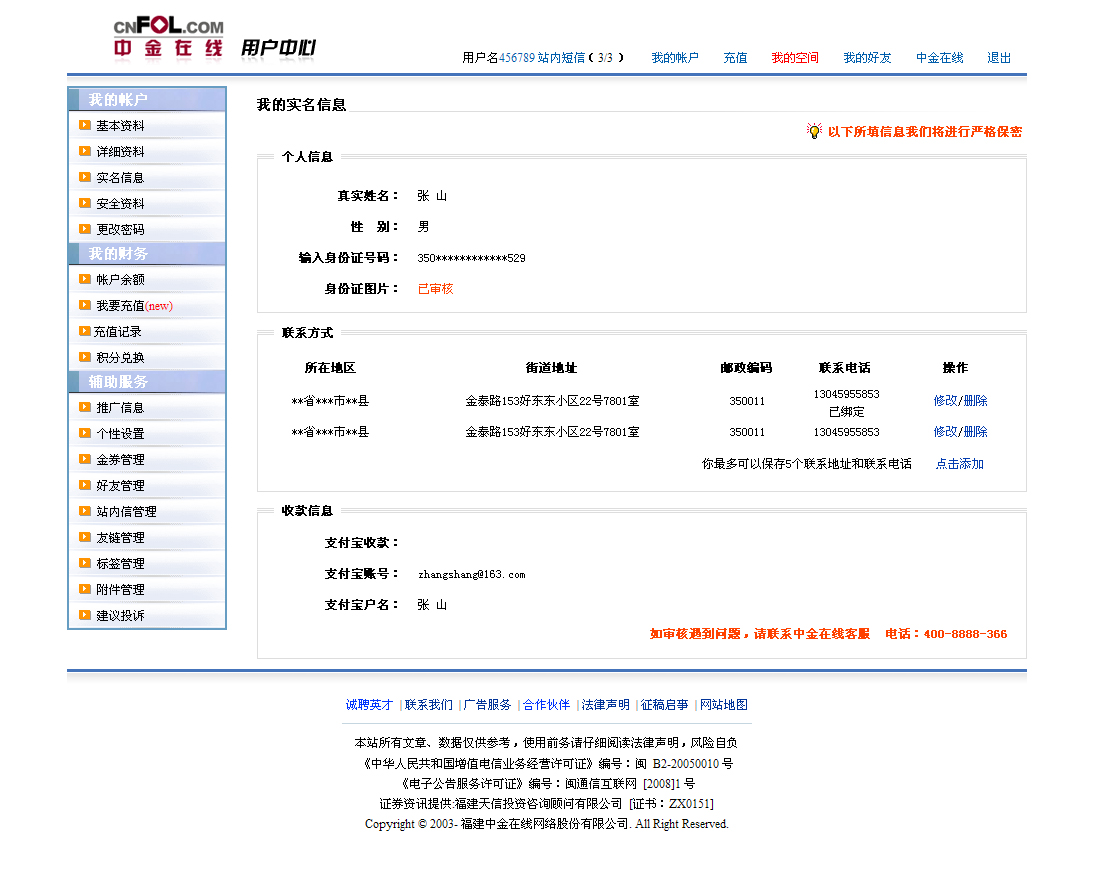 CNFOL.COM
中金在线 用户中心
用户名456789 站内短信 ( 3/3 ) 我的帐户 充值 我的空间 我的好友 中金在线 退出
我的帐户
基本资料
详细资料
实名信息
安全资料
更改密码
我的财务
帐户余额
我要充值(new)
充值记录
积分兑换
辅助服务
推广信息
个性设置
金券管理
好友管理
站内信管理
友链管理
标签管理
附件管理
建议投诉
我的实名信息
以下所填信息我们将进行严格保密
个人信息
真实姓名： 张 山
性 别： 男
输入身份证号码： 350************529
身份证图片： 已审核
联系方式
所在地区 街道地址 邮政编码 联系电话 操作
**省***市**县 金泰路153好东东小区22号7801室 350011 13045955853 修改/删除
已绑定
**省***市**县 金泰路153好东东小区22号7801室 350011 13045955853 修改/删除
你最多可以保存5个联系地址和联系电话 点击添加
收款信息
支付宝收款：
支付宝账号： zhangshang@163.com
支付宝户名： 张 山
如审核遇到问题，请联系中金在线客服 电话：400-8888-366
诚聘英才 |联系我们 |广告服务 |合作伙伴 |法律声明 |征稿启事 |网站地图
本站所有文章、数据仅供参考，使用前务请仔细阅读法律声明，风险自负
《中华人民共和国增值电信业务经营许可证》编号：闽 B2-20050010 号
《电子公告服务许可证》编号：闽通信互联网 [2008]1 号
证券资讯提供:福建天信投资咨询顾问有限公司 [证书：ZX0151]
Copyright © 2003- 福建中金在线网络股份有限公司. All Right Reserved.